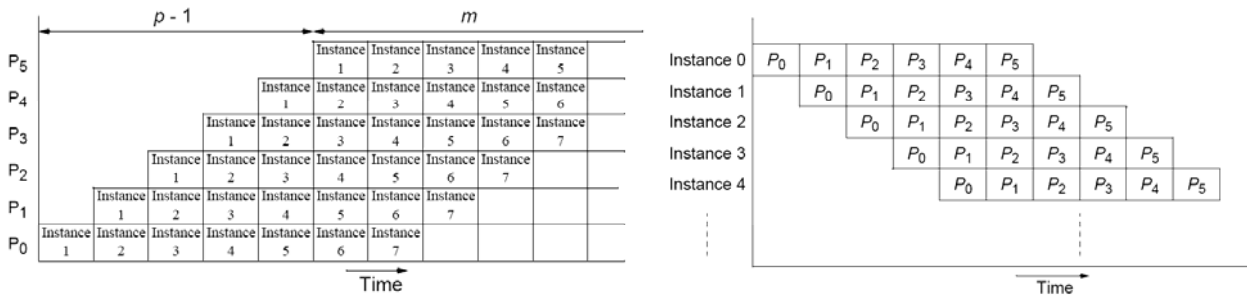 p - 1 m
P5 Instance Instance Instance Instance Instance
1 2 3 4 5
P4 Instance Instance Instance Instance Instance Instance
1 2 3 4 5 6
P3 Instance Instance Instance Instance Instance Instance Instance
1 2 3 4 5 6 7
P2 Instance Instance Instance Instance Instance Instance Instance
1 2 3 4 5 6 7
P1 Instance Instance Instance Instance Instance Instance Instance
1 2 3 4 5 6 7
P0 Instance Instance Instance Instance Instance Instance Instance
1 2 3 4 5 6 7
Time
Instance 0 P0 P1 P2 P3 P4 P5
Instance 1 P0 P1 P2 P3 P4 P5
Instance 2 P0 P1 P2 P3 P4 P5
Instance 3 P0 P1 P2 P3 P4 P5
Instance 4 P0 P1 P2 P3 P4 P5
Time